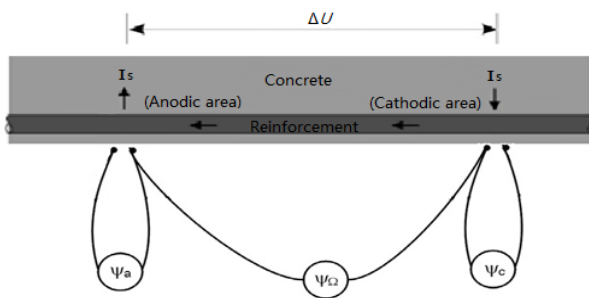 ΔU
Concrete
Is
Is
(Anodic area)
(Cathodic area)
Reinforcement
Ψa
ΨΩ
Ψc